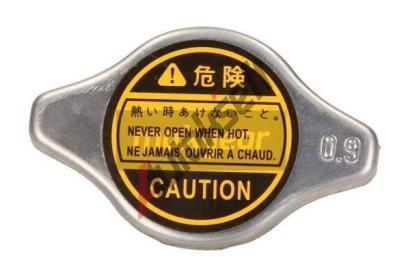 危険
熱い時あけないこと。
NEVER OPEN WHEN HOT.
NE JAMAIS OUVRIR À CHAUD.
CAUTION
0.9